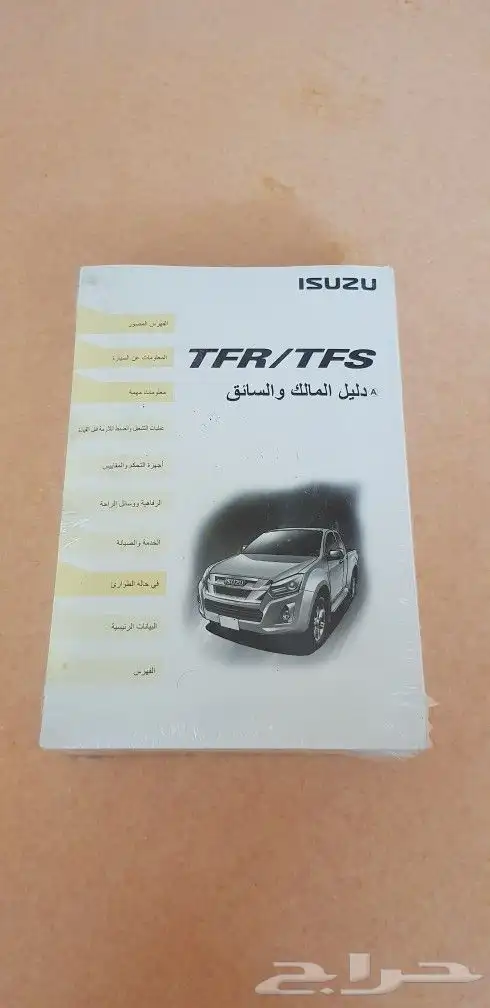 ISUZU
TFR/TFS
A دليل المالك والسائق
الفهرس المصور
المعلومات عن السيارة
معلومات مهمة
عمليات التشغيل والضبط اللازمة قبل القيادة
أجهزة التحكم والمقاييس
الرفاهية ووسائل الراحة
الخدمة والصيانة
في حالة الطوارئ
البيانات الرئيسية
الفهرس
ISUZU
حراج